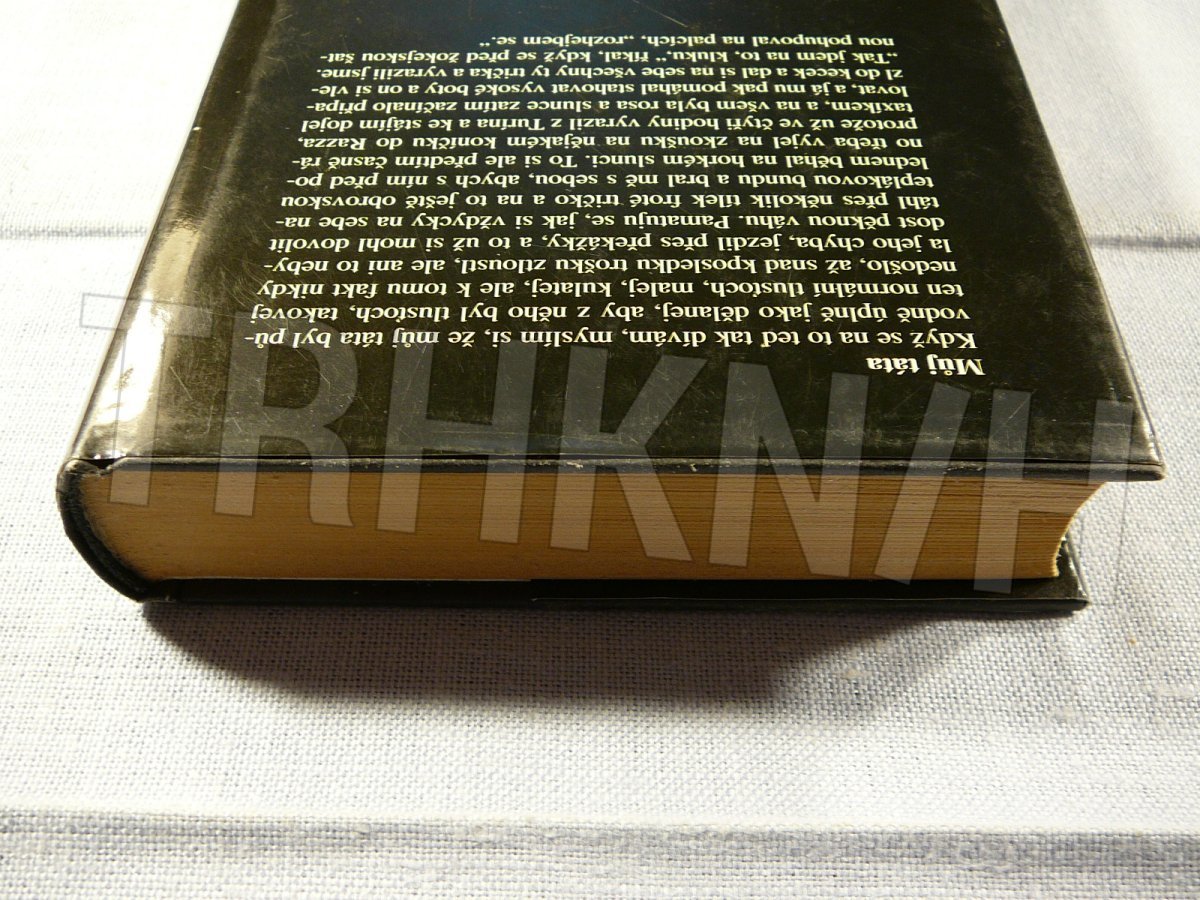 Můj táta
Když se na to teď tak dívám, myslím, si, že můj táta byl pů-
vodně úplně jako dělanej, aby z něho byl tlusťoch, takovej
ten normální tlusťoch, malej, kulatej, ale k tomu fakt nikdy
nedošlo, až snad kposledku trošku ztloustl, ale ani to neby-
la jeho chyba, jezdil přes překážky, a to už si mohl dovolit
dost pěknou váhu. Pamatuju se, jak si vždycky na sebe na-
táhl přes několik tílek froté tričko a na to ještě obrovskou
teplákovou bundu a bral mě s sebou, abych s ním před po-
lednem běhal na horkém slunci. To si ale předtím časně rá-
no třeba vyjel na zkoušku na nějakém koníčku do Razza,
protože už ve čtyři hodiny vyrazil z Turína a ke stájím dojel
taxíkem, a na všem byla rosa a slunce zatím začínalo připa-
lovat, a já mu pak pomáhal stahovat vysoké boty a on si vle-
zl do kecek a dal si na sebe všechny ty trička a vyrazili jsme.
„Tak jdem na to, kluku,“ říkal, když se před žokejskou šat-
nou pohupoval na palcích, „rozhejbem se.“
TRHKNIH